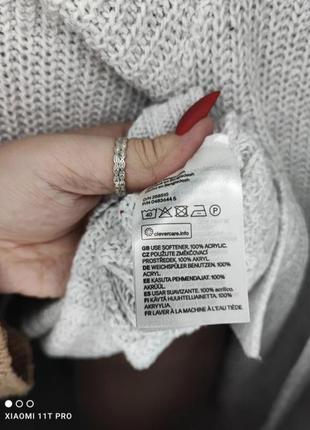 40
P
clevercare.info
GB USE SOFTENER. 100% ACRYLIC.
CZ POUŽIJTE ZMĚKČOVACÍ
PROSTŘEDEK. 100% AKRYL.
DE WEICHSPÜLER BENUTZEN. 100%
ACRYL.
EE KASUTA PEHMENDAJAT. 100%
AKRÜÜL.
ES USAR SUAVIZANTE. 100% acrílico.
FI KÄYTÄ HUUHTELUAINETTA. 100%
AKRYYLIA.
FR LAVER À LA MACHINE À L'EAU TIÈDE.
XIAOMI 11T PRO